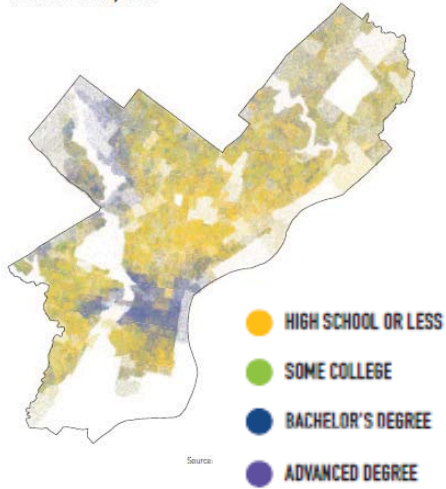 HIGH SCHOOL OR LESS
SOME COLLEGE
BACHELOR'S DEGREE
ADVANCED DEGREE
Source: